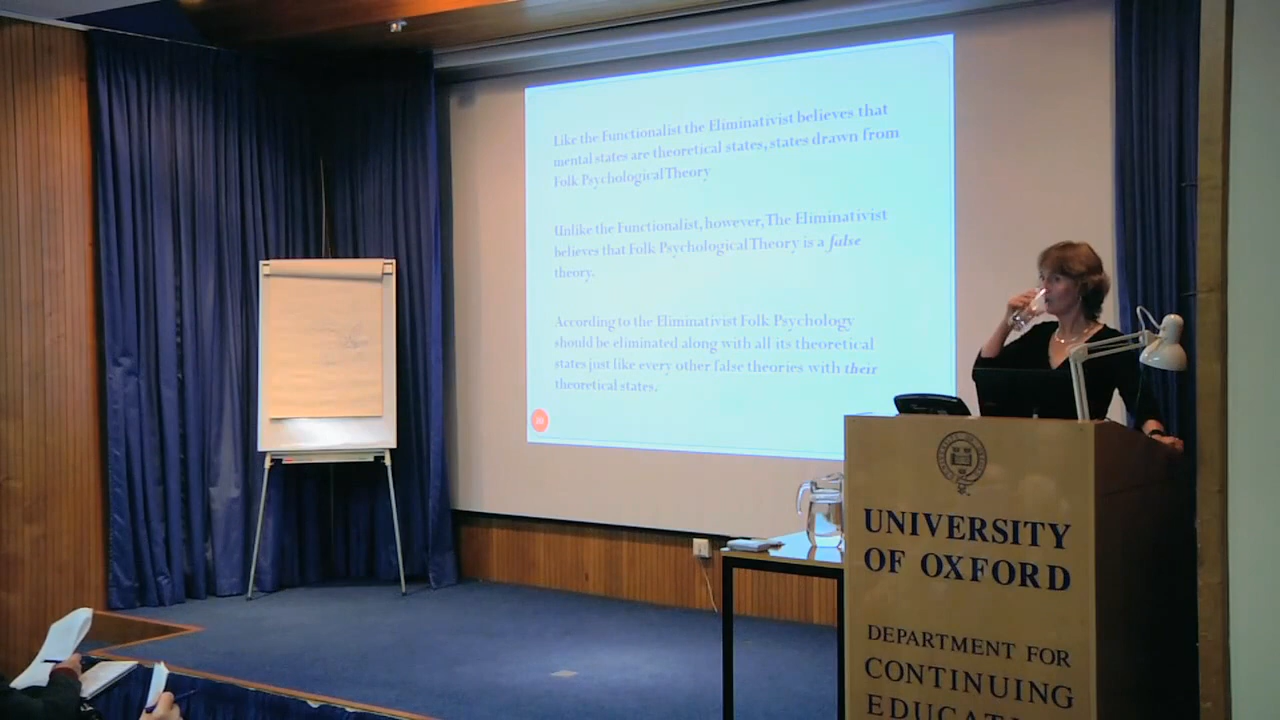 Like the Functionalist the Eliminativist believes that
mental states are theoretical states, states drawn from
Folk Psychological Theory
Unlike the Functionalist, however, The Eliminativist
believes that Folk Psychological Theory is a false
theory.
According to the Eliminativist Folk Psychology
should be eliminated along with all its theoretical
states just like every other false theories with their
theoretical states.
UNIVERSITY
OF OXFORD
DEPARTMENT FOR
CONTINUING